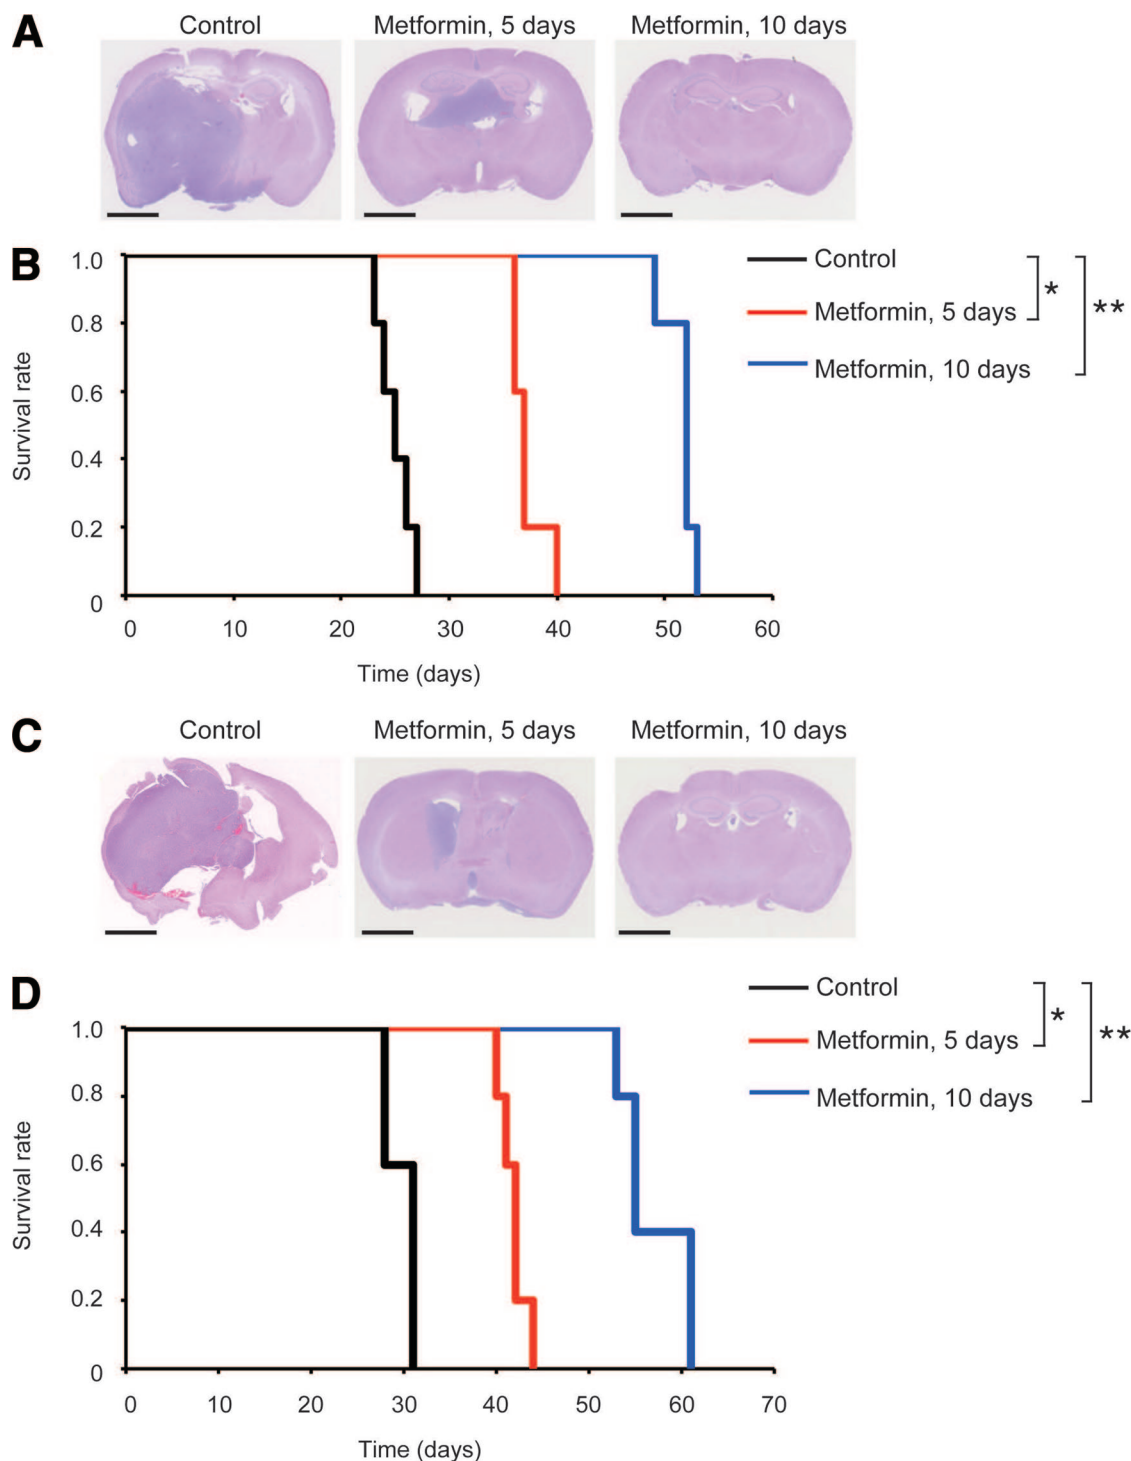 A
Control
Metformin, 5 days
Metformin, 10 days
B
1.0
0.8
0.6
0.4
0.2
0
Survival rate
0 10 20 30 40 50 60
Time (days)
Control
Metformin, 5 days
Metformin, 10 days
*
**
C
Control
Metformin, 5 days
Metformin, 10 days
D
1.0
0.8
0.6
0.4
0.2
0
Survival rate
0 10 20 30 40 50 60 70
Time (days)
Control
Metformin, 5 days
Metformin, 10 days
*
**